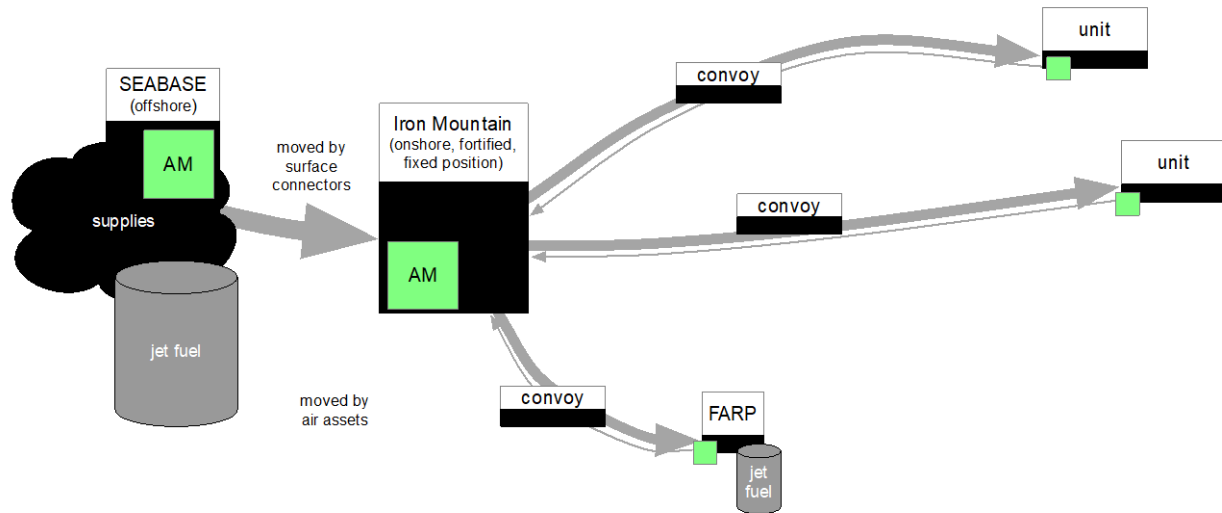 SEABASE
(offshore)
AM
supplies
jet fuel
moved by
surface
connectors
moved by
air assets
Iron Mountain
(onshore, fortified,
fixed position)
AM
convoy
unit
convoy
unit
convoy
FARP
jet
fuel